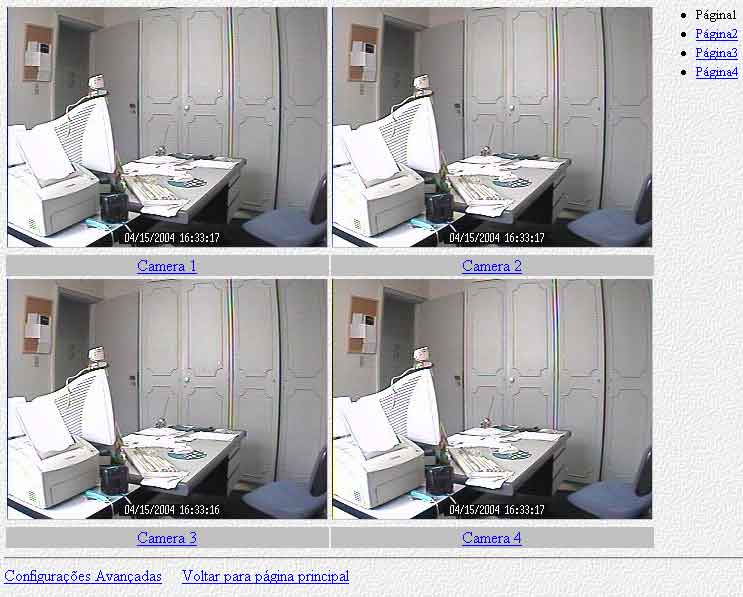 Página1
Página2
Página3
Página4
04/15/2004 16:33:17
04/15/2004 16:33:17
Camera 1
Camera 2
04/15/2004 16:33:16
04/15/2004 16:33:17
Camera 3
Camera 4
Configurações Avançadas
Voltar para página principal